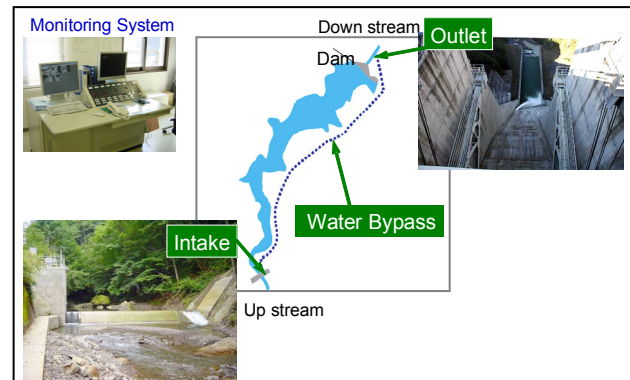 Monitoring System
Down stream
Outlet
Dam
Water Bypass
Intake
Up stream